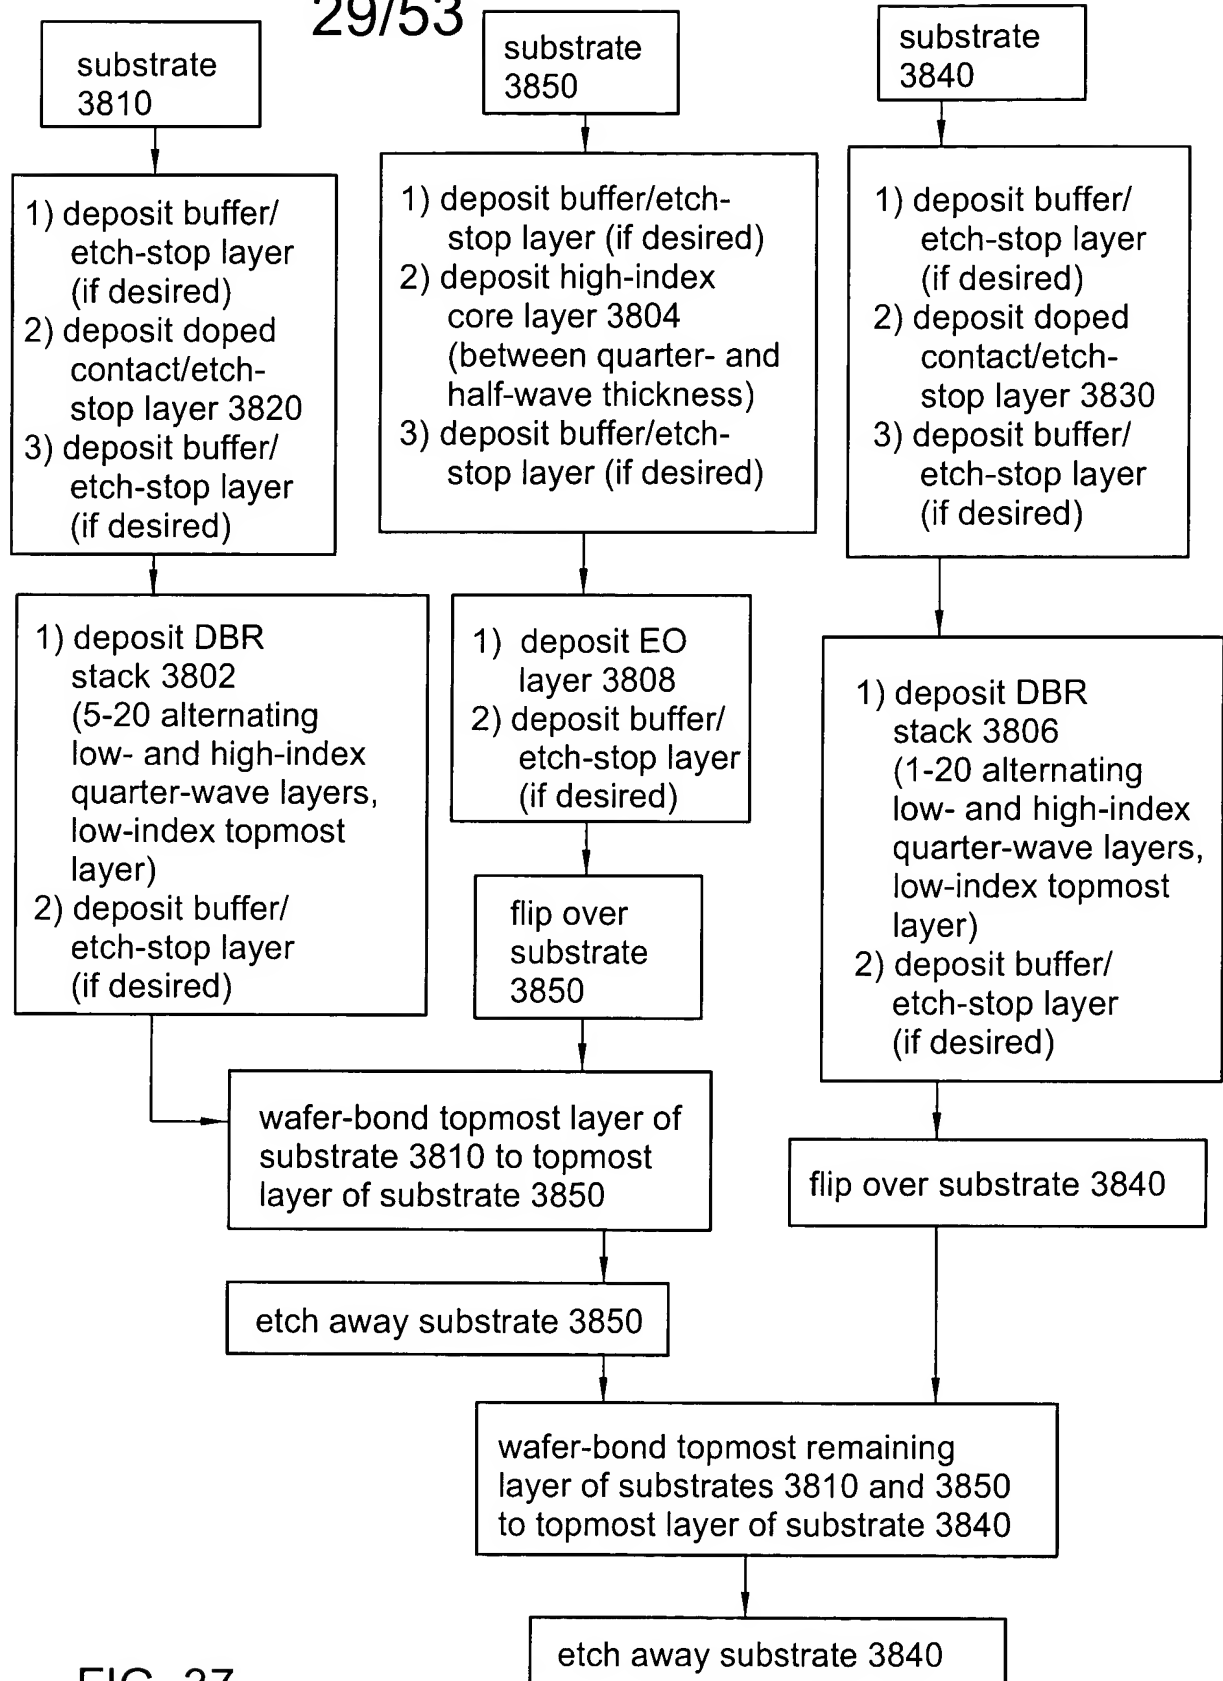 29/53
substrate
3810
substrate
3850
substrate
3840
1) deposit buffer/
etch-stop layer
(if desired)
2) deposit doped
contact/etch-
stop layer 3820
3) deposit buffer/
etch-stop layer
(if desired)
1) deposit buffer/etch-
stop layer (if desired)
2) deposit high-index
core layer 3804
(between quarter- and
half-wave thickness)
3) deposit buffer/etch-
stop layer (if desired)
1) deposit buffer/
etch-stop layer
(if desired)
2) deposit doped
contact/etch-
stop layer 3830
3) deposit buffer/
etch-stop layer
(if desired)
1) deposit DBR
stack 3802
(5-20 alternating
low- and high-index
quarter-wave layers,
low-index topmost
layer)
2) deposit buffer/
etch-stop layer
(if desired)
1) deposit EO
layer 3808
2) deposit buffer/
etch-stop layer
(if desired)
1) deposit DBR
stack 3806
(1-20 alternating
low- and high-index
quarter-wave layers,
low-index topmost
layer)
2) deposit buffer/
etch-stop layer
(if desired)
flip over
substrate
3850
wafer-bond topmost layer of
substrate 3810 to topmost
layer of substrate 3850
flip over substrate 3840
etch away substrate 3850
wafer-bond topmost remaining
layer of substrates 3810 and 3850
to topmost layer of substrate 3840
etch away substrate 3840
FIG. 37